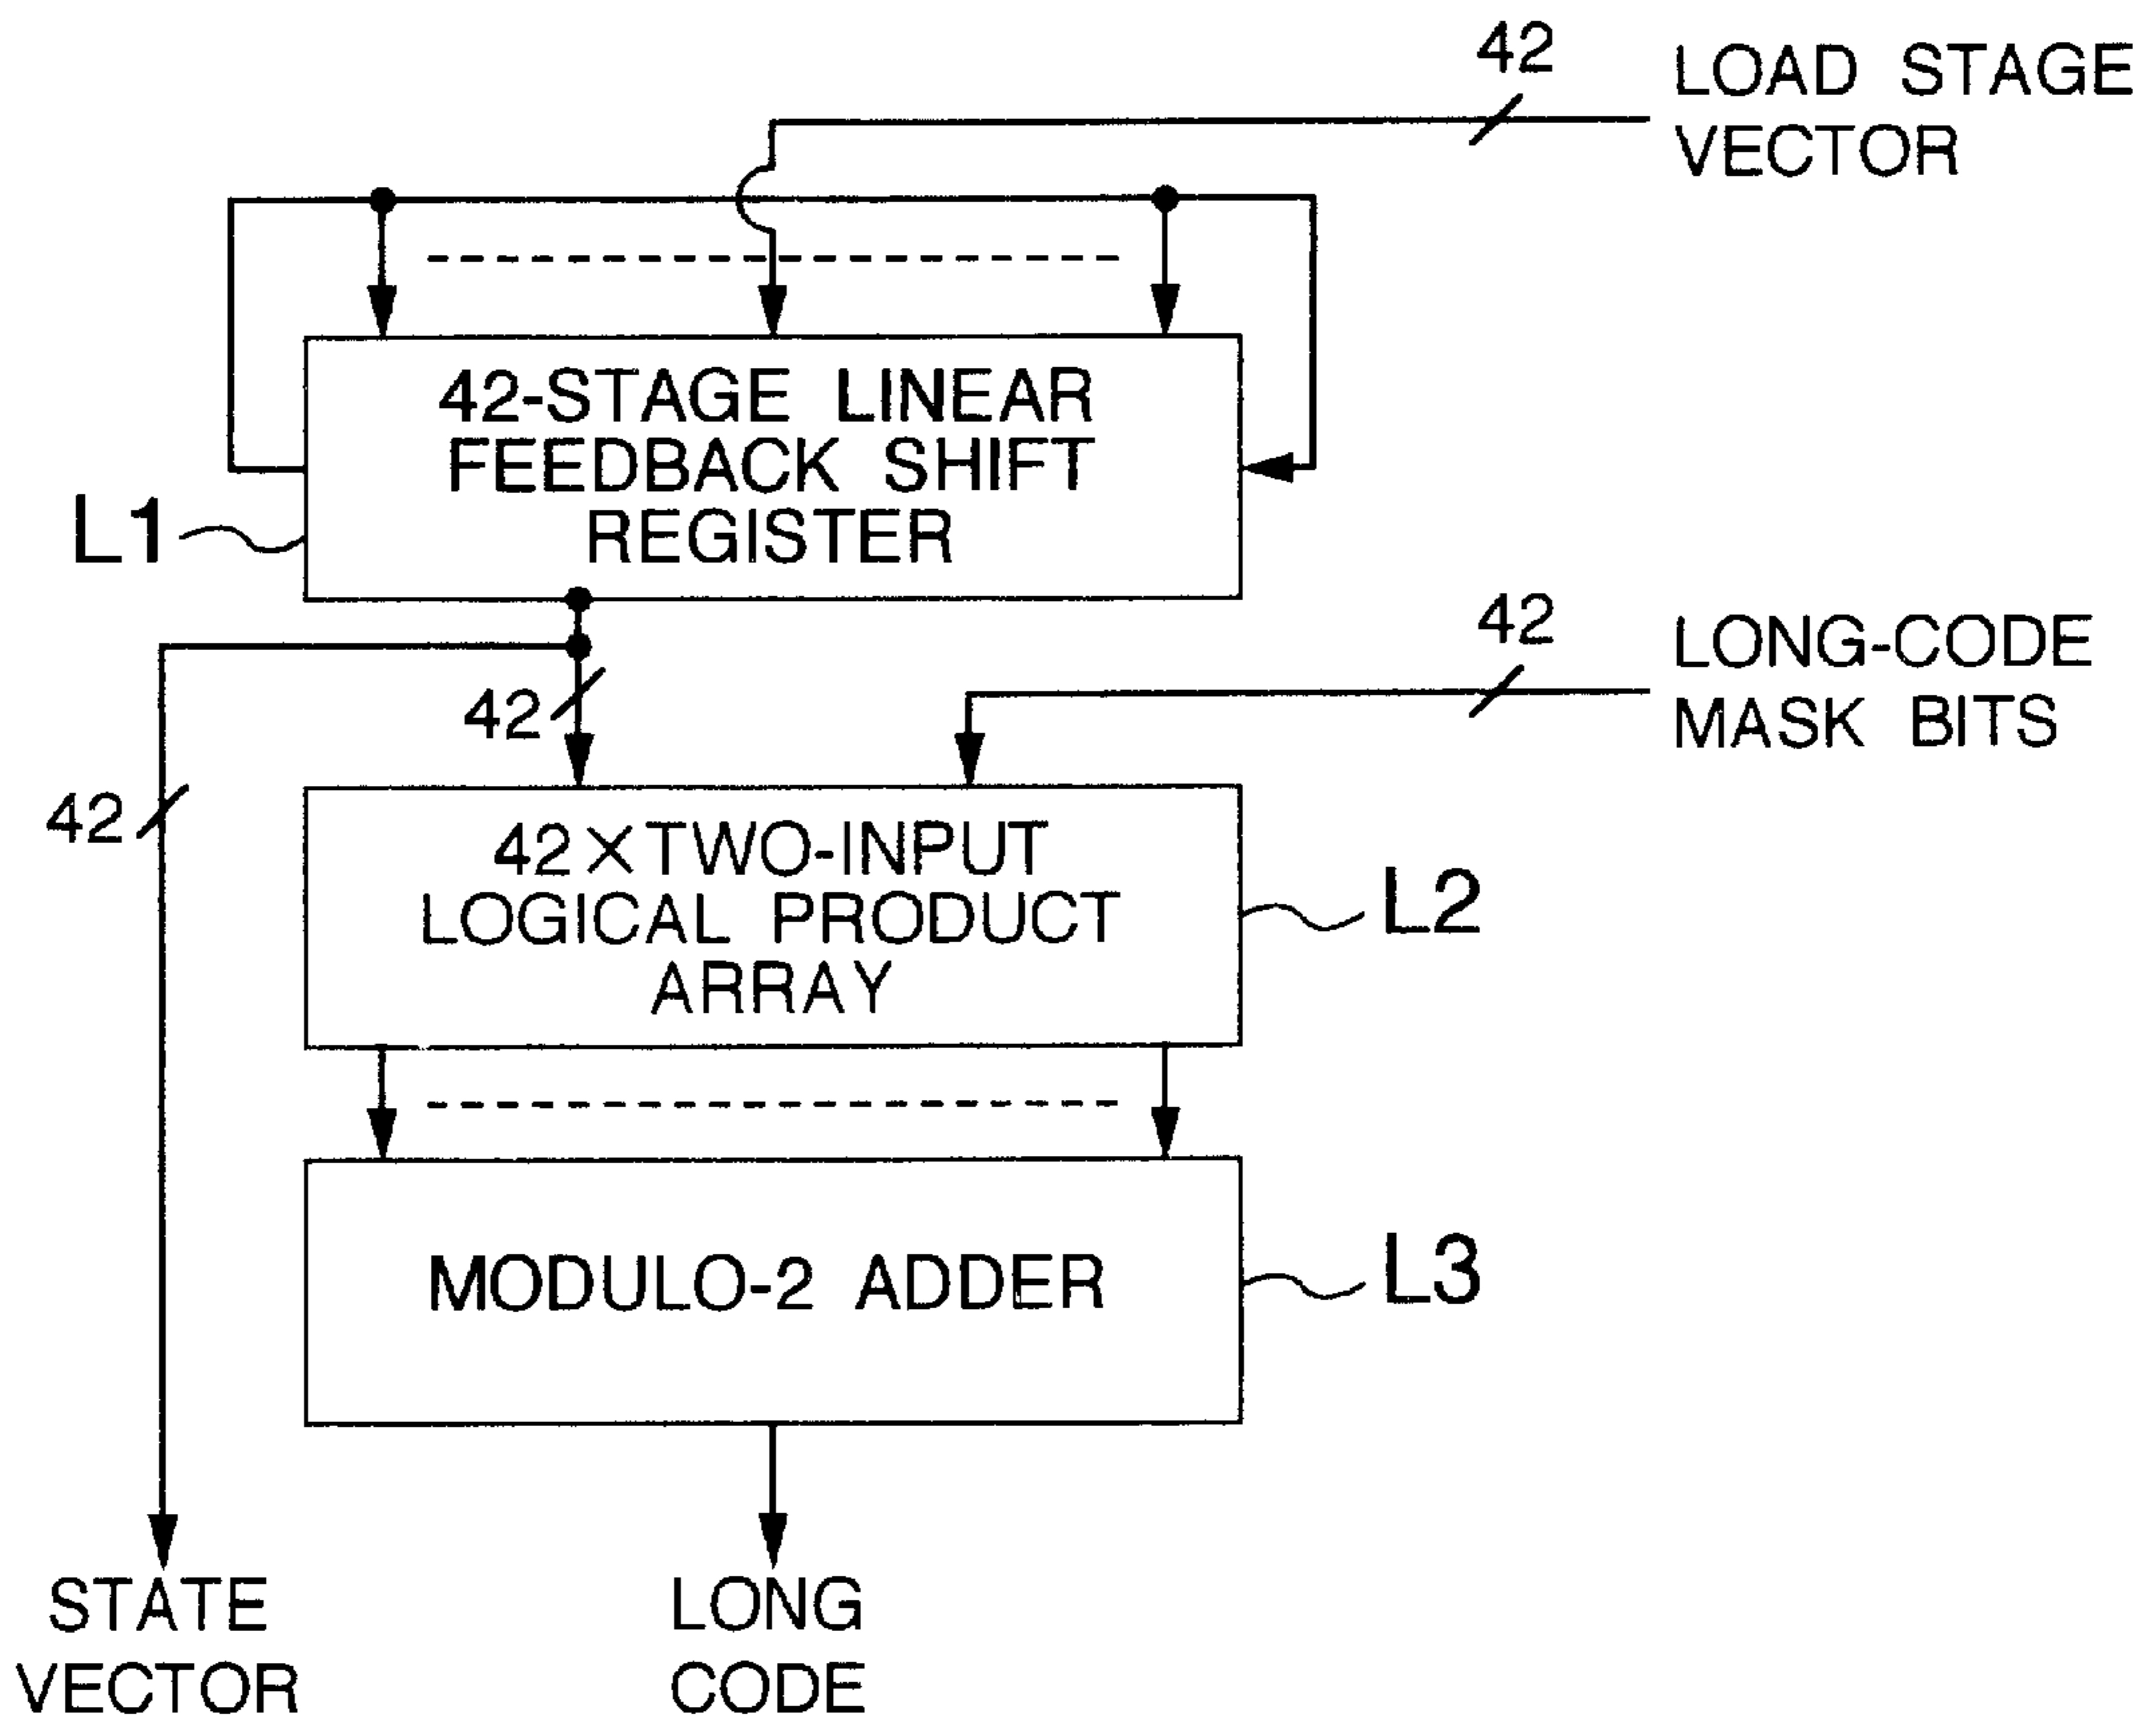 42
LOAD STAGE
VECTOR
42-STAGE LINEAR
FEEDBACK SHIFT
REGISTER
L1
42
LONG-CODE
MASK BITS
42
42
42×TWO-INPUT
LOGICAL PRODUCT
ARRAY
L2
MODULO-2 ADDER
L3
STATE
VECTOR
LONG
CODE